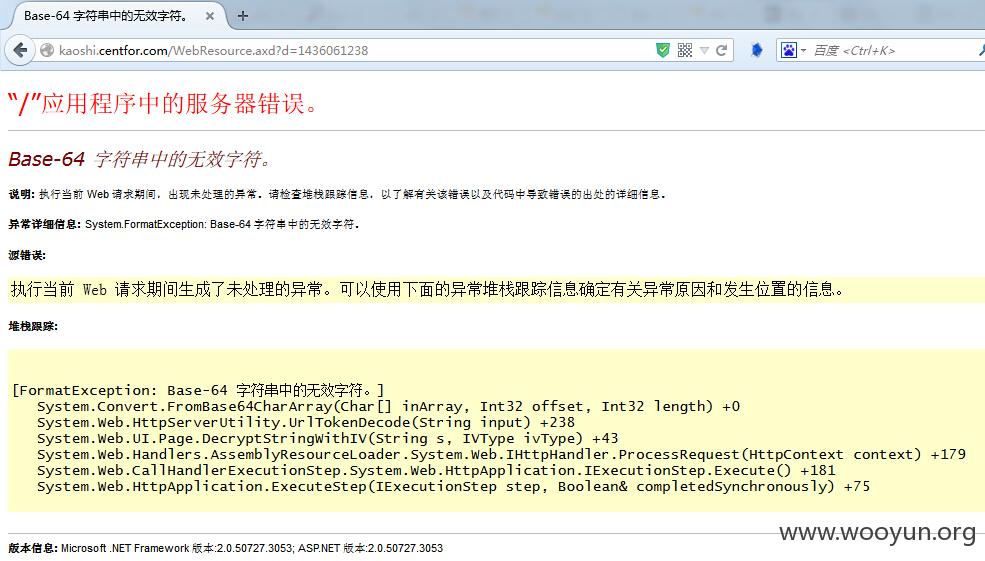 Base-64 字符串中的无效字符。
kaoshi.centfor.com/WebResource.axd?d=1436061238
百度 <Ctrl+K>
“/”应用程序中的服务器错误。
Base-64 字符串中的无效字符。
说明: 执行当前 Web 请求期间，出现未处理的异常。请检查堆栈跟踪信息，以了解有关该错误以及代码中导致错误的出处的详细信息。
异常详细信息: System.FormatException: Base-64 字符串中的无效字符。
源错误:
执行当前 Web 请求期间生成了未处理的异常。可以使用下面的异常堆栈跟踪信息确定有关异常原因和发生位置的信息。
堆栈跟踪:
[FormatException: Base-64 字符串中的无效字符。]
System.Convert.FromBase64CharArray(Char[] inArray, Int32 offset, Int32 length) +0
System.Web.HttpServerUtility.UrlTokenDecode(String input) +238
System.Web.UI.Page.DecryptStringWithIV(String s, IVType ivType) +43
System.Web.Handlers.AssemblyResourceLoader.System.Web.IHttpHandler.ProcessRequest(HttpContext context) +179
System.Web.CallHandlerExecutionStep.System.Web.HttpApplication.IExecutionStep.Execute() +181
System.Web.HttpApplication.ExecuteStep(IExecutionStep step, Boolean& completedSynchronously) +75
www.wooyun.org
版本信息: Microsoft .NET Framework 版本:2.0.50727.3053; ASP.NET 版本:2.0.50727.3053